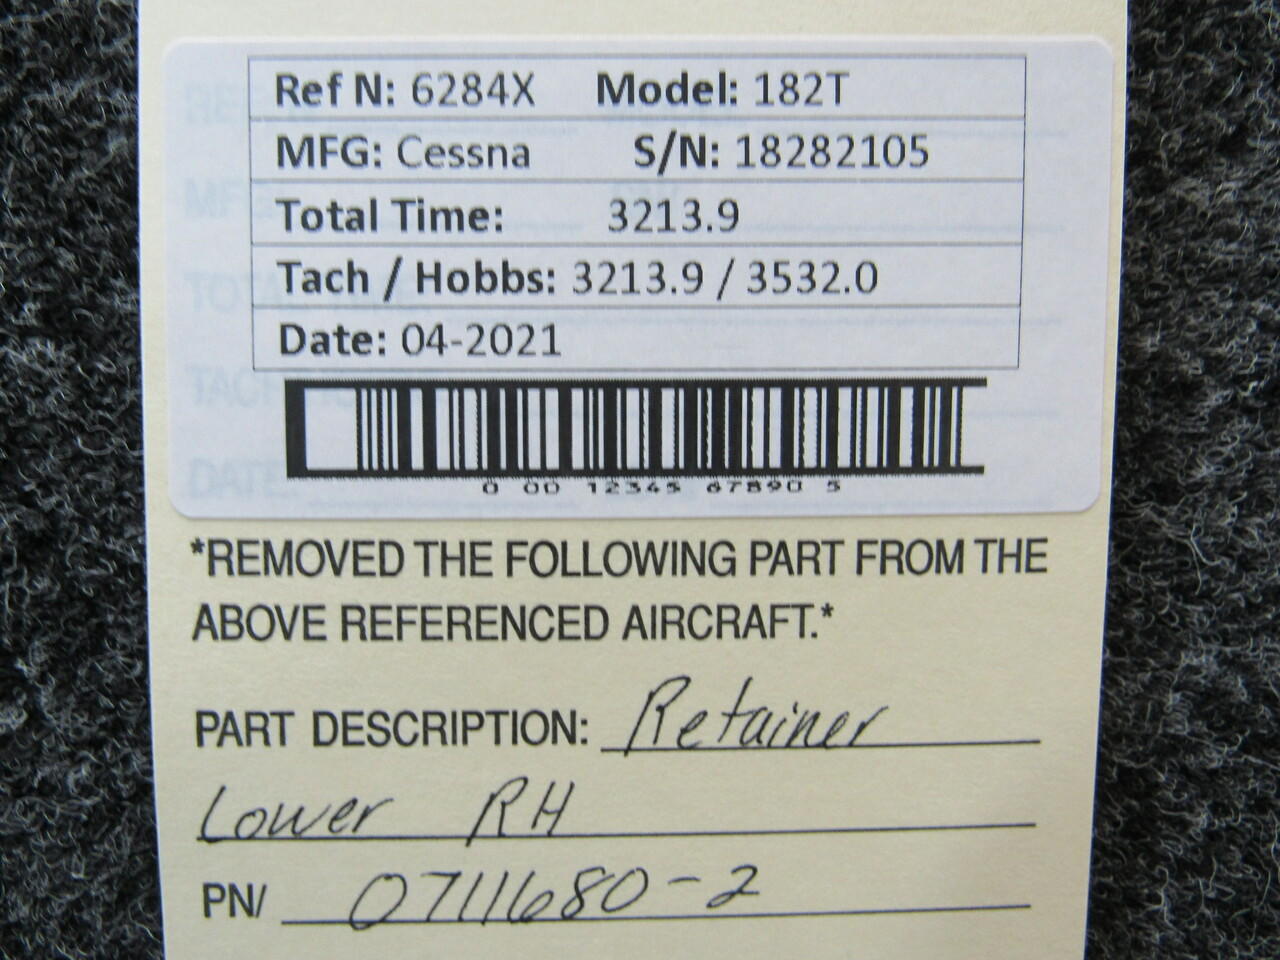 Ref N: 6284X Model: 182T
MFG: Cessna S/N: 18282105
Total Time: 3213.9
Tach / Hobbs: 3213.9 / 3532.0
Date: 04-2021
0 00 12345 67890 5
*REMOVED THE FOLLOWING PART FROM THE
ABOVE REFERENCED AIRCRAFT.*
PART DESCRIPTION: Retainer
Lower RH
PN/ 0711680-2